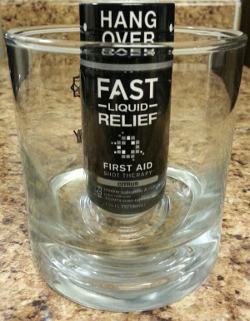 HANG
OVER
FAST
LIQUID
RELIEF
FIRST AID
SHOT THERAPY
CITRUS